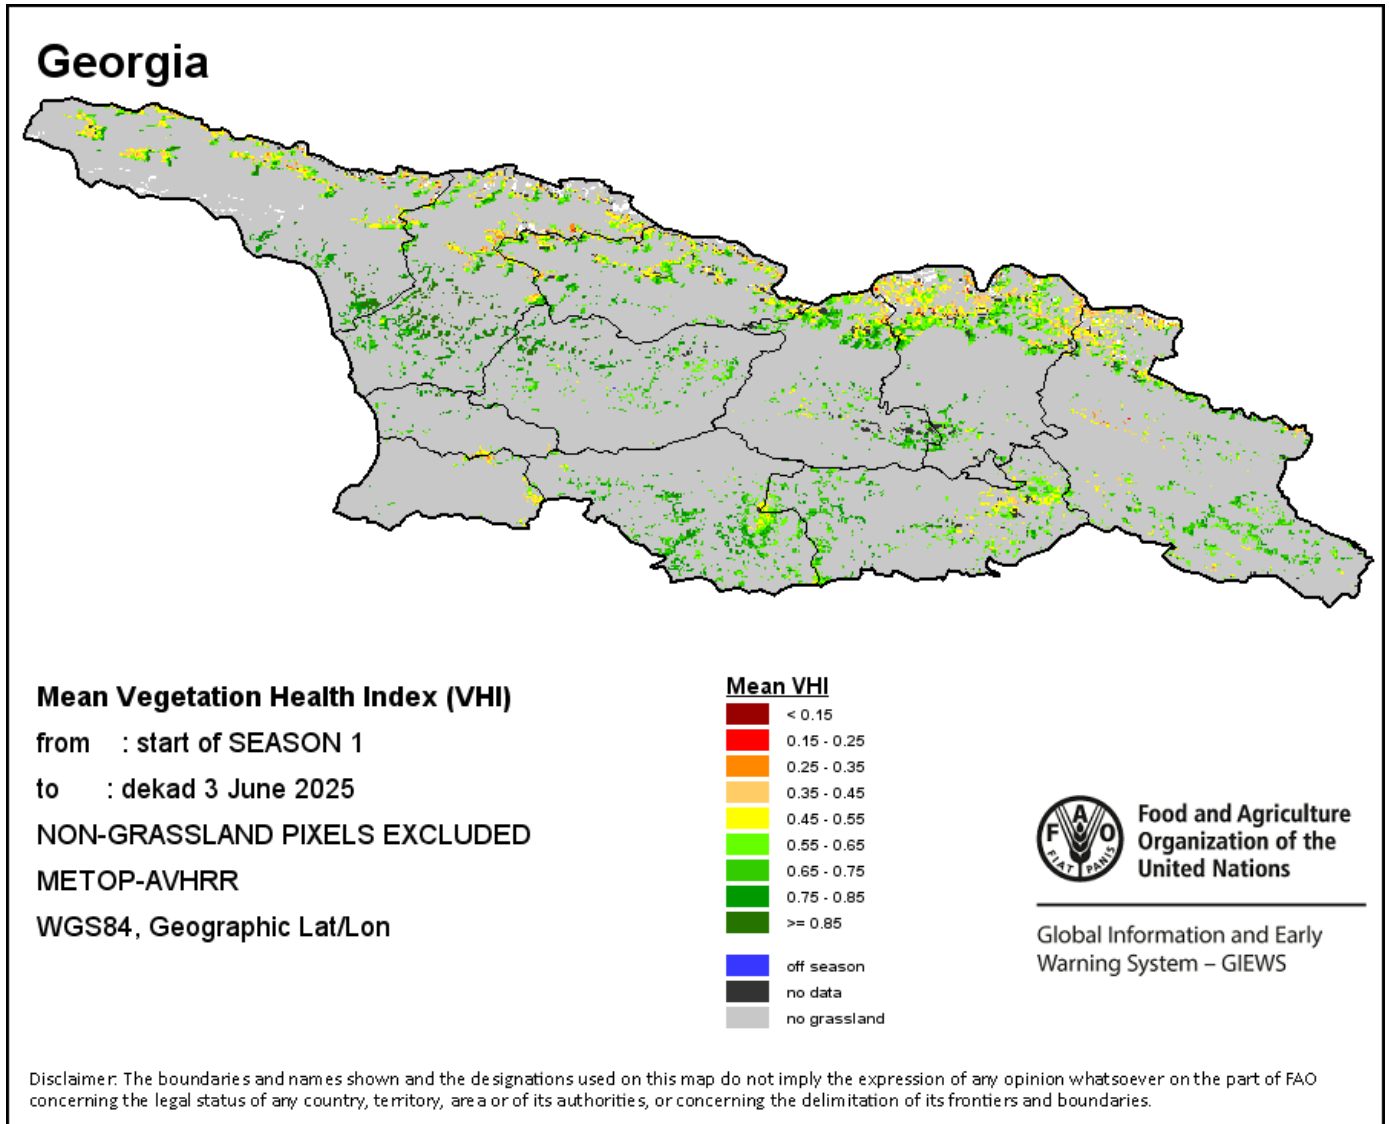 Georgia
Mean Vegetation Health Index (VHI)
from : start of SEASON 1
to : dekad 3 June 2025
NON-GRASSLAND PIXELS EXCLUDED
METOP-AVHRR
WGS84, Geographic Lat/Lon
Mean VHI
< 0.15
0.15 - 0.25
0.25 - 0.35
0.35 - 0.45
0.45 - 0.55
0.55 - 0.65
0.65 - 0.75
0.75 - 0.85
>= 0.85
off season
no data
no grassland
F A O
FIAT PANIS
Food and Agriculture
Organization of the
United Nations
Global Information and Early
Warning System – GIEWS
Disclaimer: The boundaries and names shown and the designations used on this map do not imply the expression of any opinion whatsoever on the part of FAO
concerning the legal status of any country, territory, area or of its authorities, or concerning the delimitation of its frontiers and boundaries.